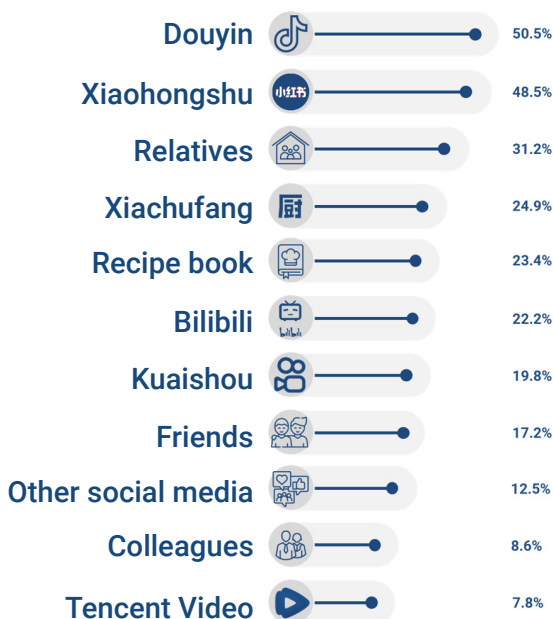 Douyin 50.5%
Xiaohongshu 小红书 48.5%
Relatives 31.2%
Xiachufang 厨 24.9%
Recipe book 23.4%
Bilibili 22.2%
Kuaishou 19.8%
Friends 17.2%
Other social media 12.5%
Colleagues 8.6%
Tencent Video 7.8%